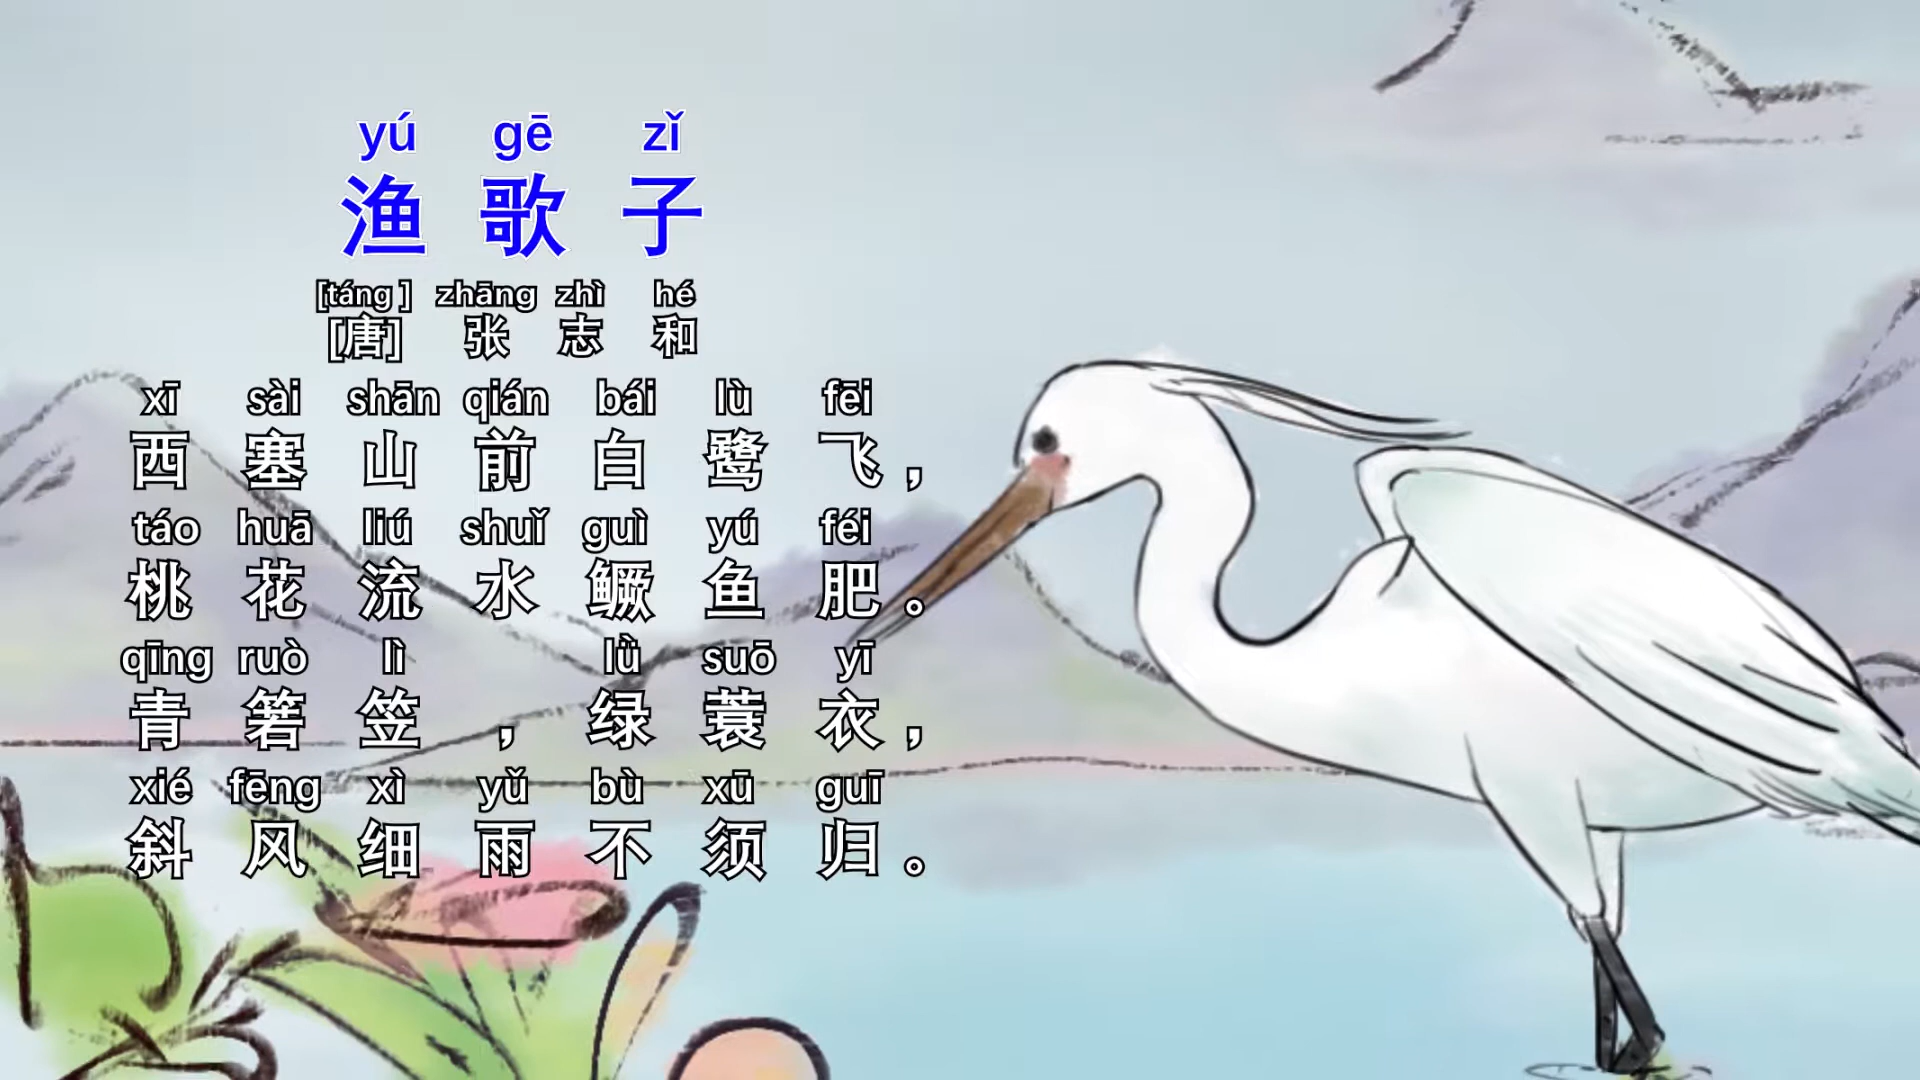 yú gē zǐ
渔歌子
[táng] zhāng zhì hé
[唐] 张志和
xī sài shān qián bái lù fēi
西塞山前白鹭飞，
táo huā liú shuǐ guì yú féi
桃花流水鳜鱼肥。
qīng ruò lì lǜ suō yī
青箬笠，绿蓑衣，
xié fēng xì yǔ bù xū guī
斜风细雨不须归。